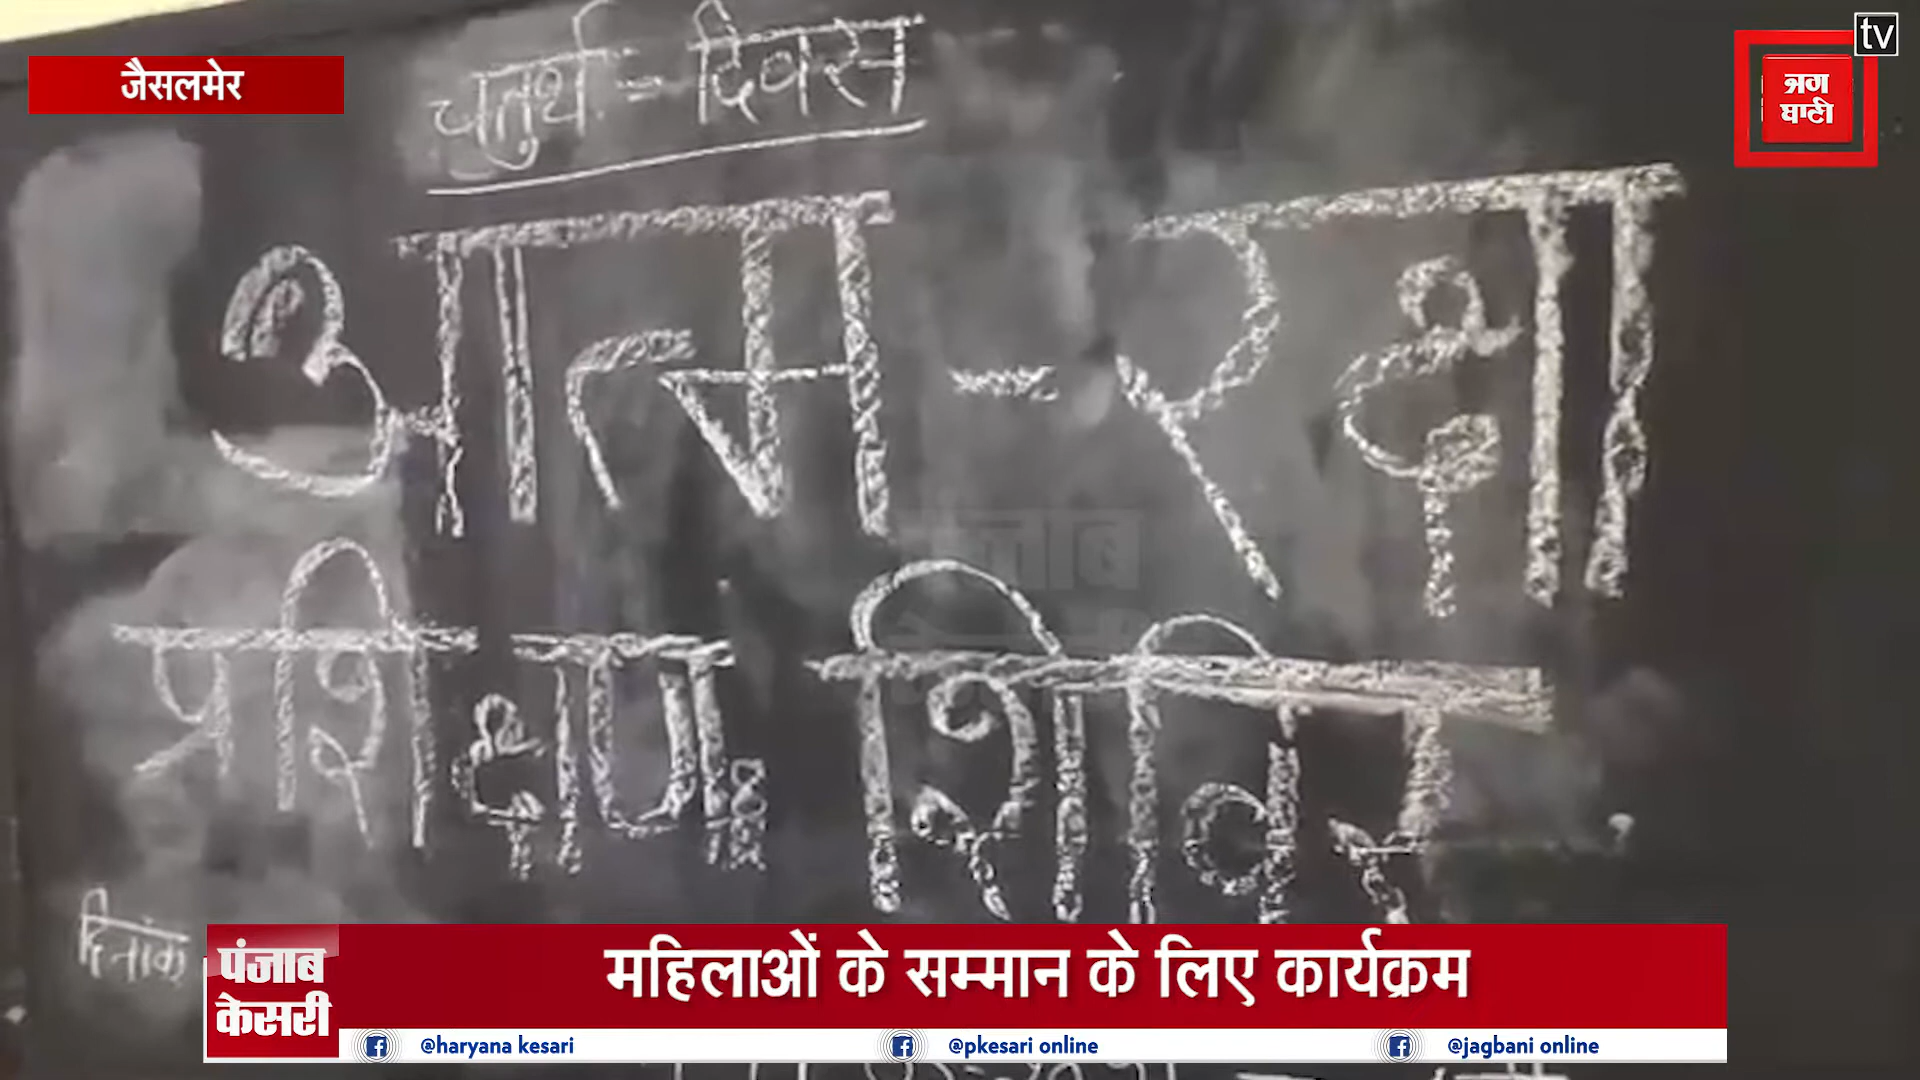 tv
जैसलमेर
ਜਗ
ਬਾਣੀ
चतुर्थ - दिवस
आत्म - रक्षा
प्रशिक्षण शिविर
दिनांक
पंजाब
केसरी
महिलाओं के सम्मान के लिए कार्यक्रम
@haryana kesari @pkesari online @jagbani online